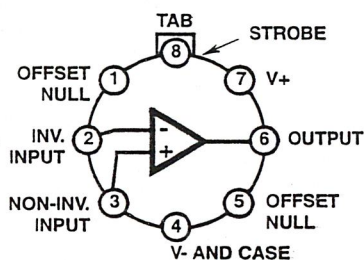 TAB
8
STROBE
OFFSET
NULL
1
7
V+
INV.
INPUT
2
-
+
6
OUTPUT
NON-INV.
INPUT
3
5
OFFSET
NULL
4
V- AND CASE